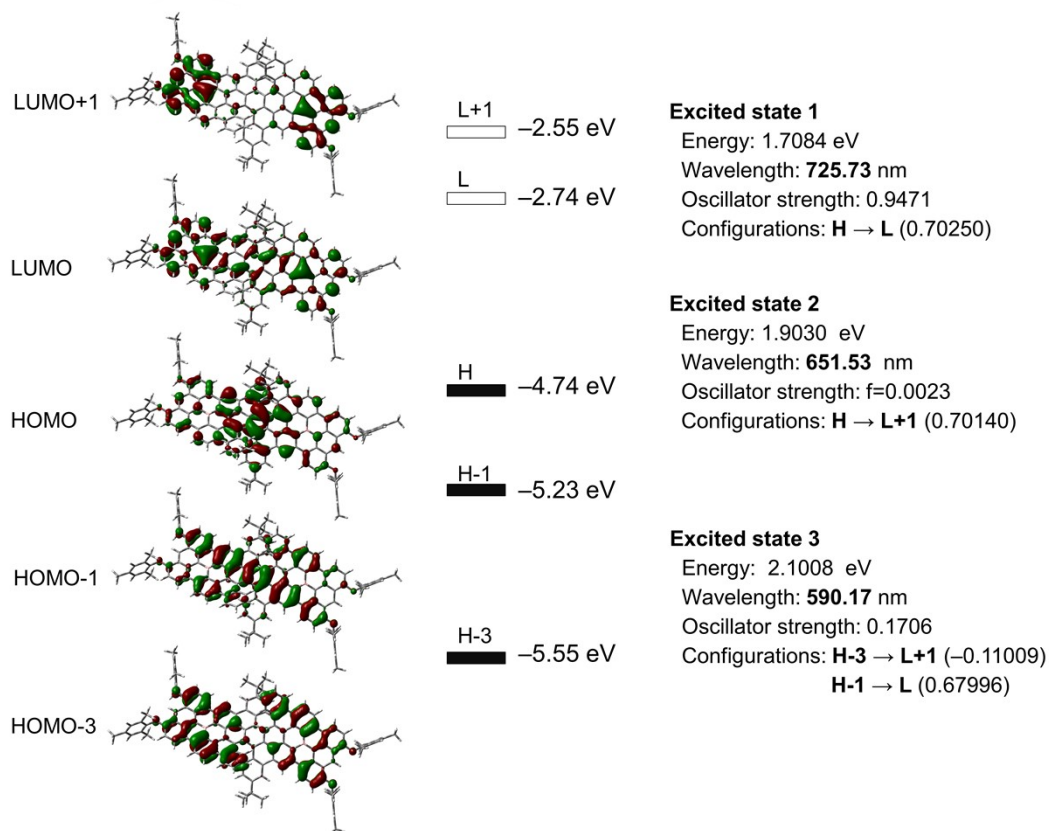 LUMO+1
LUMO
HOMO
HOMO-1
HOMO-3
L+1
–2.55 eV
L
–2.74 eV
H
–4.74 eV
H-1
–5.23 eV
H-3
–5.55 eV
Excited state 1
Energy: 1.7084 eV
Wavelength: 725.73 nm
Oscillator strength: 0.9471
Configurations: H → L (0.70250)
Excited state 2
Energy: 1.9030 eV
Wavelength: 651.53 nm
Oscillator strength: f=0.0023
Configurations: H → L+1 (0.70140)
Excited state 3
Energy: 2.1008 eV
Wavelength: 590.17 nm
Oscillator strength: 0.1706
Configurations: H-3 → L+1 (–0.11009)
H-1 → L (0.67996)